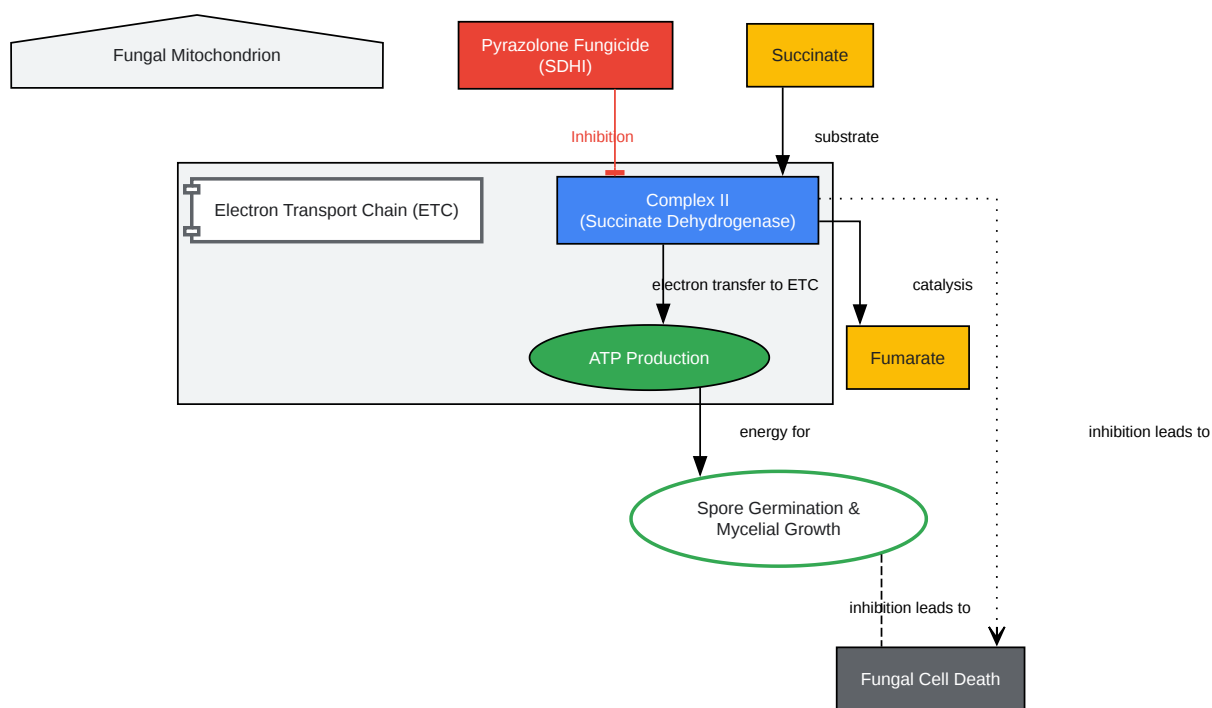 Fungal Mitochondrion
Pyrazolone Fungicide
(SDHI)
Succinate
Inhibition
substrate
Electron Transport Chain (ETC)
Complex II
(Succinate Dehydrogenase)
electron transfer to ETC
catalysis
ATP Production
Fumarate
energy for
inhibition leads to
Spore Germination &
Mycelial Growth
inhibition leads to
Fungal Cell Death